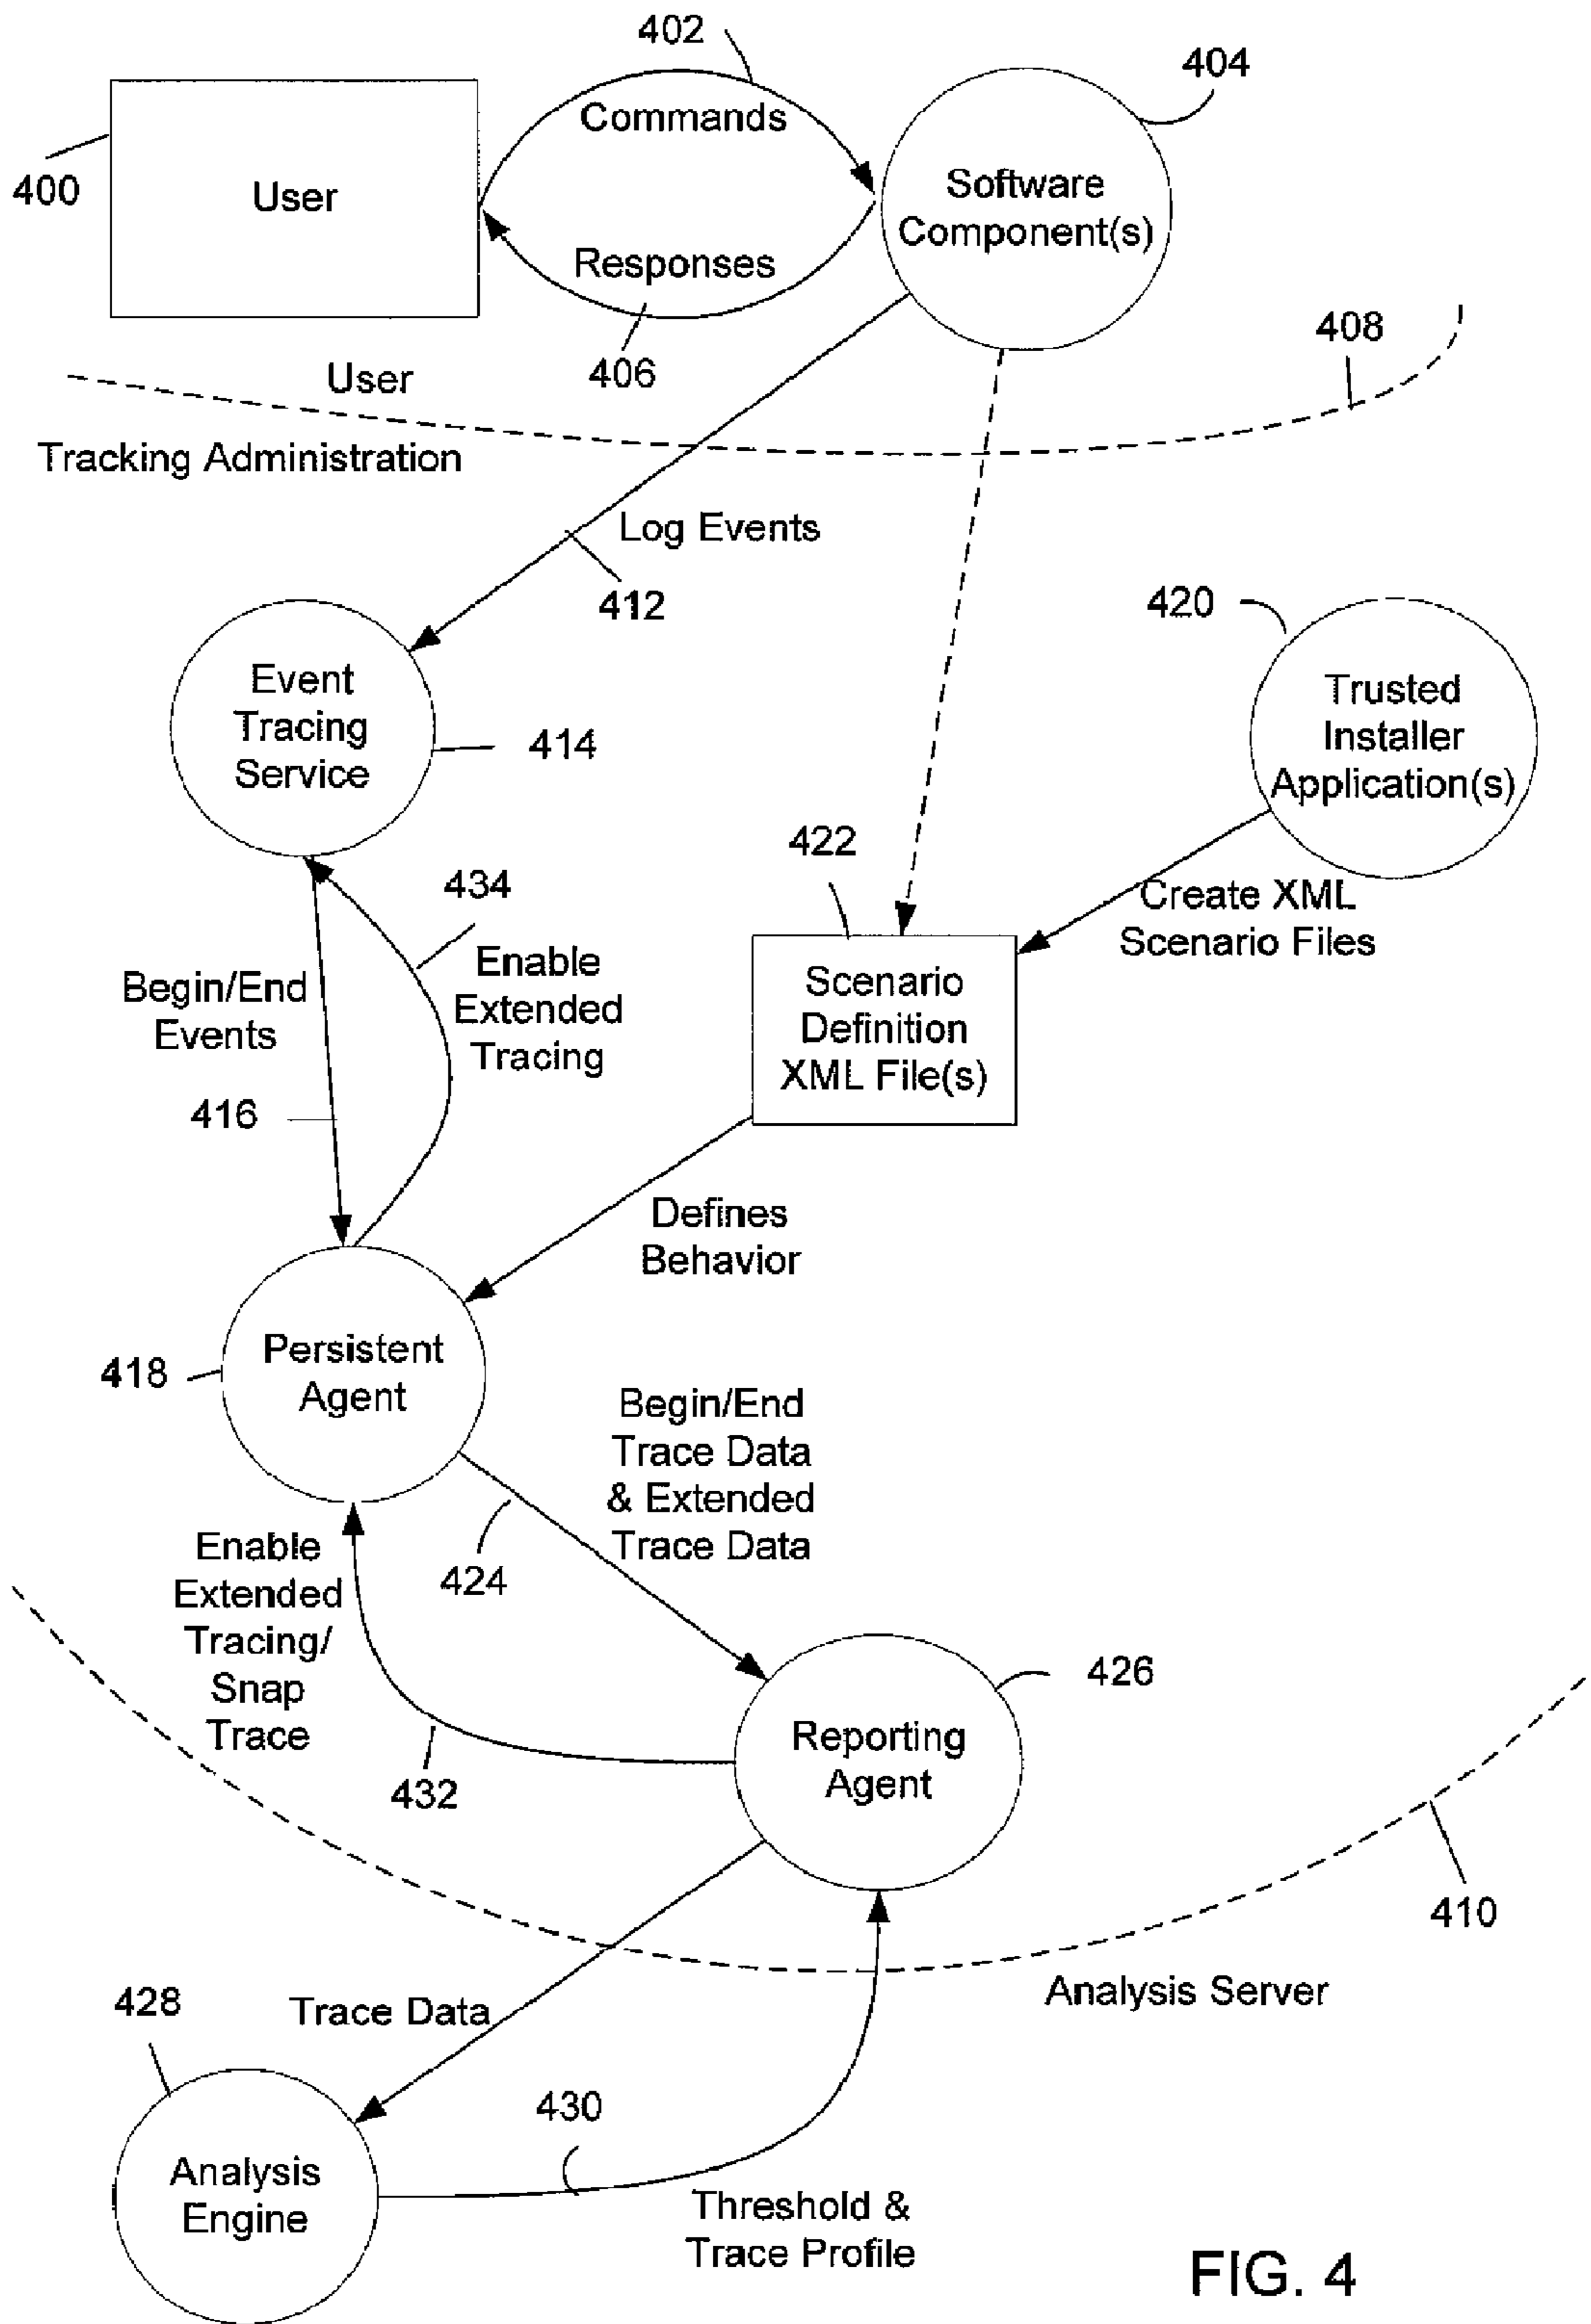 402
404
Commands
400
User
Software
Component(s)
Responses
406
408
User
Tracking Administration
Log Events
412
420
Event
Tracing
Service
414
Trusted
Installer
Application(s)
422
434
Create XML
Scenario Files
Begin/End
Events
Enable
Extended
Tracing
Scenario
Definition
XML File(s)
416
Defines
Behavior
418
Persistent
Agent
Begin/End
Trace Data
& Extended
Trace Data
424
Enable
Extended
Tracing/
Snap
Trace
426
Reporting
Agent
432
410
Analysis Server
428
Trace Data
430
Analysis
Engine
Threshold &
Trace Profile
FIG. 4